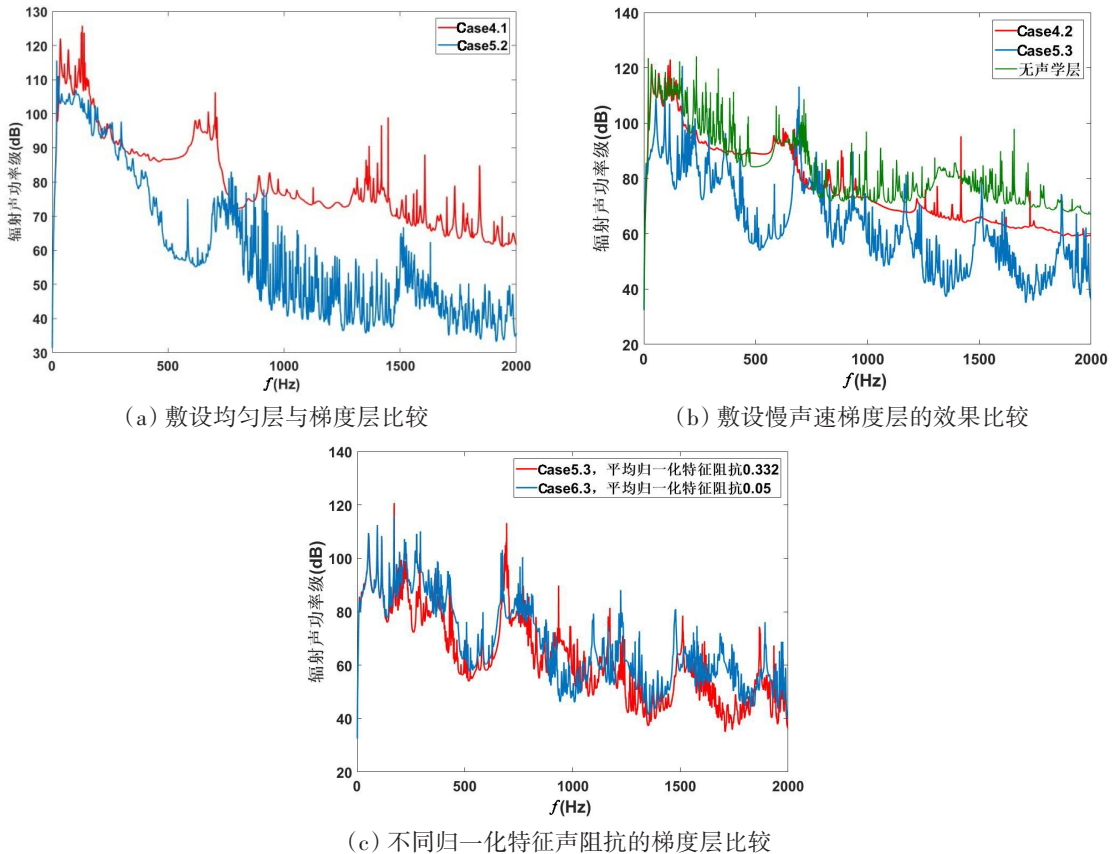 130
120
110
100
90
80
70
60
50
40
30
0
500
1000
1500
2000
辐射声功率级(dB)
f(Hz)
Case4.1
Case5.2
(a) 敷设均匀层与梯度层比较
140
120
100
80
60
40
20
0
500
1000
1500
2000
辐射声功率级(dB)
f(Hz)
Case4.2
Case5.3
无声学层
(b) 敷设慢声速梯度层的效果比较
140
120
100
80
60
40
20
0
500
1000
1500
2000
辐射声功率级(dB)
f(Hz)
Case5.3，平均归一化特征阻抗0.332
Case6.3，平均归一化特征阻抗0.05
(c) 不同归一化特征声阻抗的梯度层比较